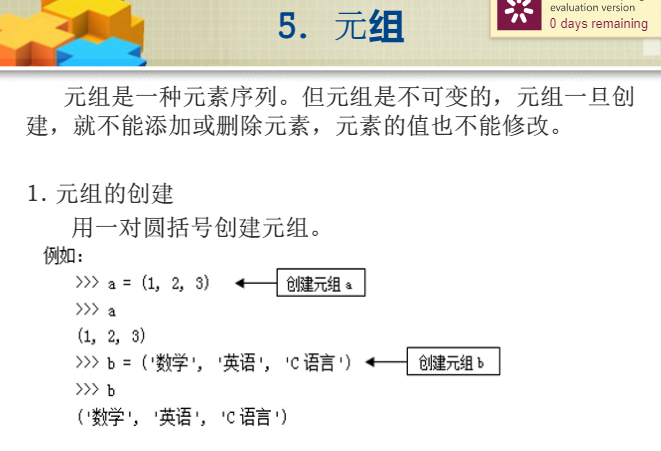 evaluation version
0 days remaining
5. 元组
元组是一种元素序列。但元组是不可变的，元组一旦创
建，就不能添加或删除元素，元素的值也不能修改。
1. 元组的创建
用一对圆括号创建元组。
例如：
>>> a = (1, 2, 3) 创建元组 a
>>> a
(1, 2, 3)
>>> b = ('数学', '英语', 'C 语言') 创建元组 b
>>> b
('数学', '英语', 'C 语言')